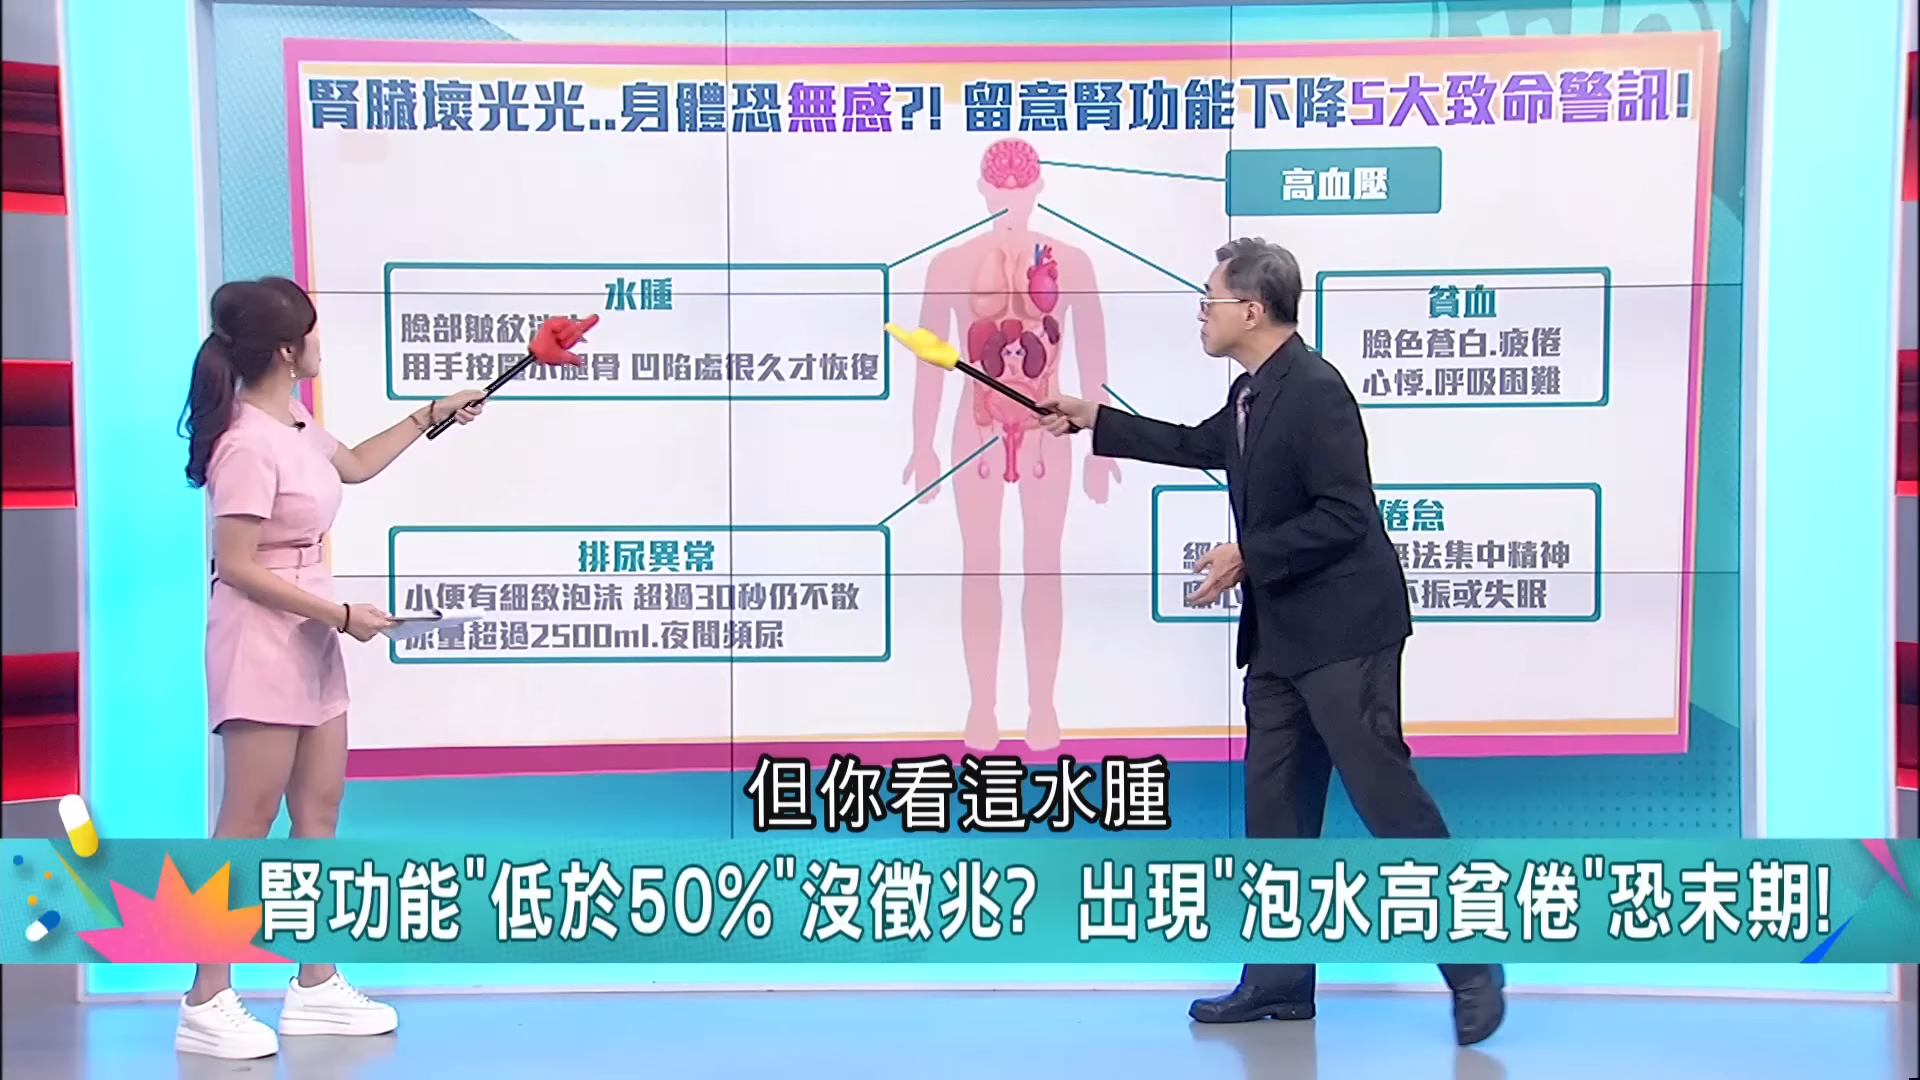 腎臟壞光光..身體恐無感?! 留意腎功能下降5大致命警訊!
高血壓
水腫
臉部皺紋
用手按 小腿骨 凹陷處很久才恢復
貧血
臉色蒼白.疲倦
心悸.呼吸困難
排尿異常
小便有細緻泡沫 超過30秒仍不散
尿量超過2500ml.夜間頻尿
倦怠
無法集中精神
不振或失眠
但你看這水腫
腎功能"低於50%"沒徵兆? 出現"泡水高貧倦"恐末期!